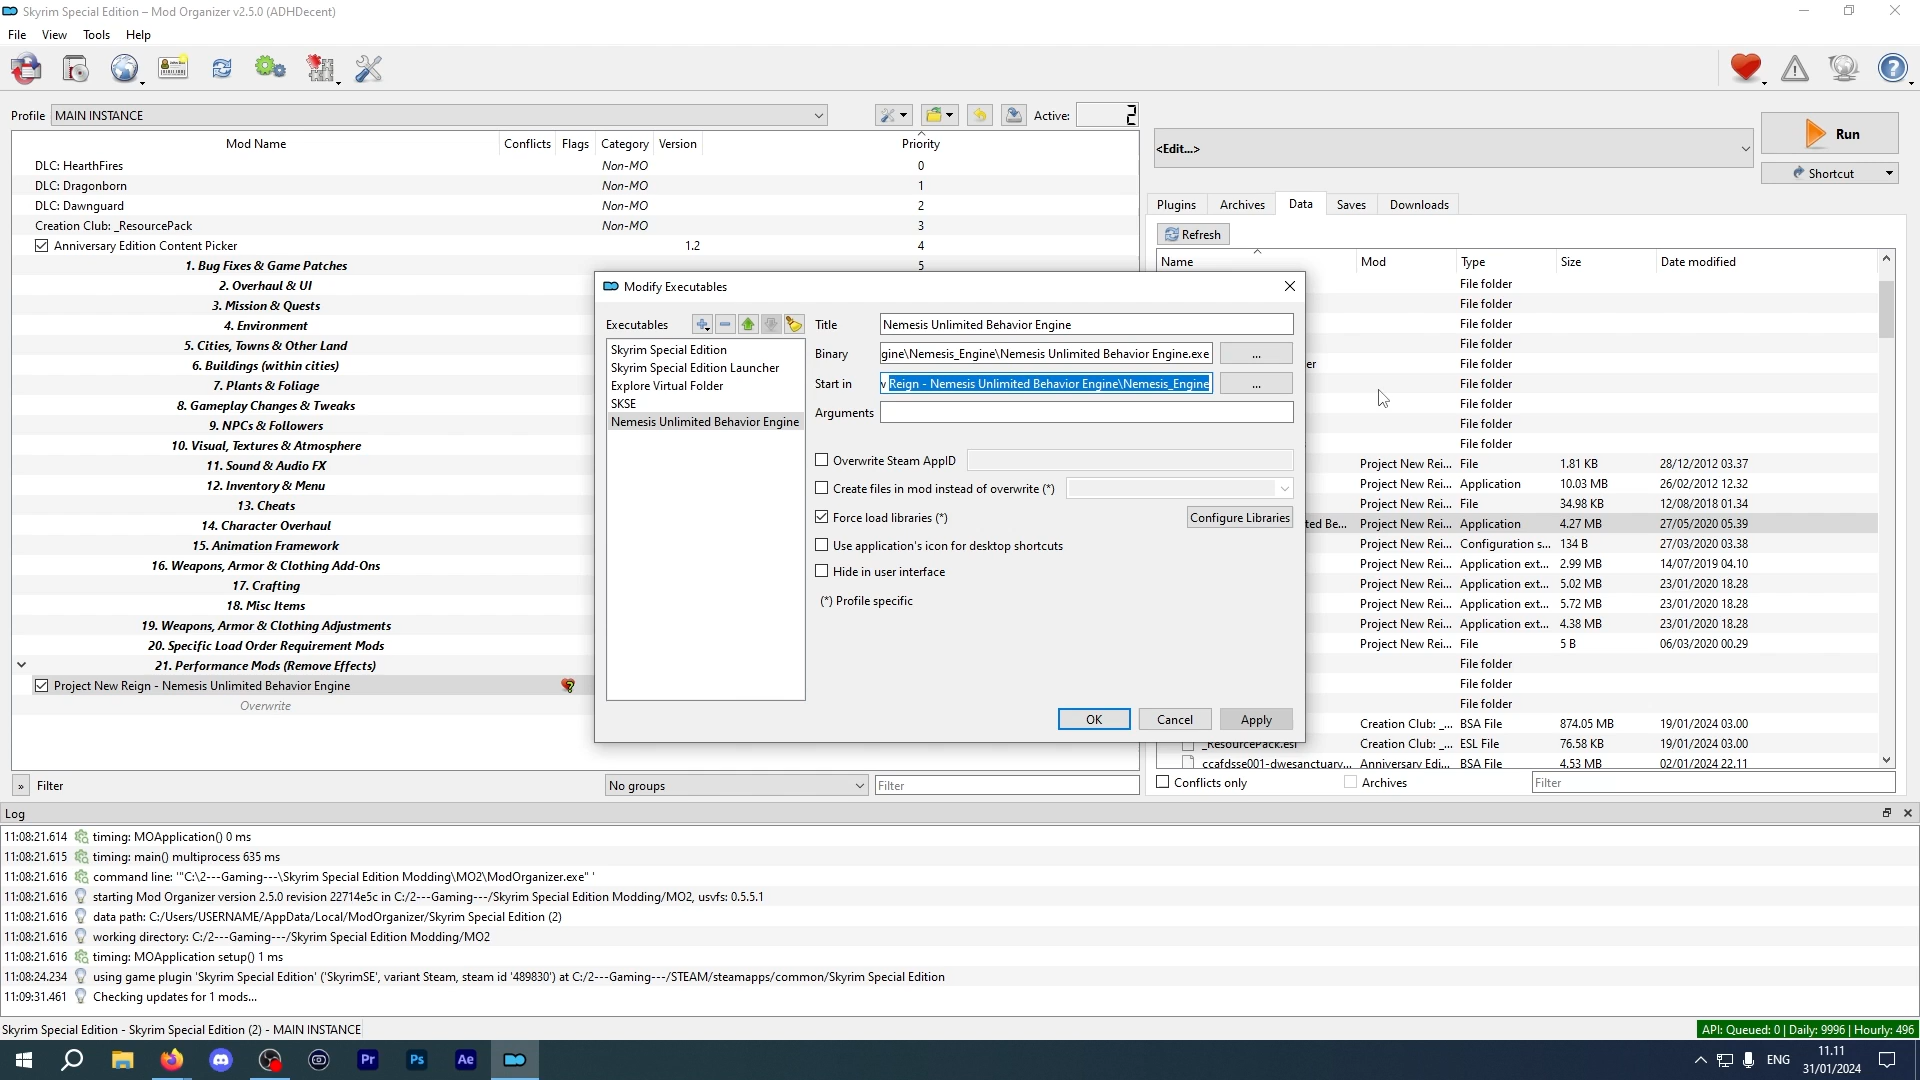 Skyrim Special Edition – Mod Organizer v2.5.0 (ADHDecent)
File View Tools Help
Profile MAIN INSTANCE
Active: 2
Mod Name Conflicts Flags Category Version Priority
DLC: HearthFires Non-MO 0
DLC: Dragonborn Non-MO 1
DLC: Dawnguard Non-MO 2
Creation Club: _ResourcePack Non-MO 3
Anniversary Edition Content Picker 1.2 4
1. Bug Fixes & Game Patches 5
2. Overhaul & UI
3. Mission & Quests
4. Environment
5. Cities, Towns & Other Land
6. Buildings (within cities)
7. Plants & Foliage
8. Gameplay Changes & Tweaks
9. NPCs & Followers
10. Visual, Textures & Atmosphere
11. Sound & Audio FX
12. Inventory & Menu
13. Cheats
14. Character Overhaul
15. Animation Framework
16. Weapons, Armor & Clothing Add-Ons
17. Crafting
18. Misc Items
19. Weapons, Armor & Clothing Adjustments
20. Specific Load Order Requirement Mods
21. Performance Mods (Remove Effects)
Project New Reign - Nemesis Unlimited Behavior Engine
Overwrite
» Filter
No groups
Filter
<Edit...>
Run
Shortcut
Plugins Archives Data Saves Downloads
Refresh
Name Mod Type Size Date modified
File folder
File folder
File folder
File folder
er File folder
File folder
File folder
File folder
File folder
Project New Rei... File 1.81 KB 28/12/2012 03.37
Project New Rei... Application 10.03 MB 26/02/2012 12.32
Project New Rei... File 34.98 KB 12/08/2018 01.34
ted Be... Project New Rei... Application 4.27 MB 27/05/2020 05.39
Project New Rei... Configuration s... 134 B 27/03/2020 03.38
Project New Rei... Application ext... 2.99 MB 14/07/2019 04.10
Project New Rei... Application ext... 5.02 MB 23/01/2020 18.28
Project New Rei... Application ext... 5.72 MB 23/01/2020 18.28
Project New Rei... Application ext... 4.38 MB 23/01/2020 18.28
Project New Rei... File 5 B 06/03/2020 00.29
File folder
File folder
File folder
Creation Club: _... BSA File 874.05 MB 19/01/2024 03.00
_ResourcePack.esl Creation Club: _... ESL File 76.58 KB 19/01/2024 03.00
ccafdsse001-dwesanctuary... Anniversary Edi... BSA File 4.53 MB 02/01/2024 22.11
Conflicts only Archives Filter
Modify Executables
Executables
Skyrim Special Edition
Skyrim Special Edition Launcher
Explore Virtual Folder
SKSE
Nemesis Unlimited Behavior Engine
Title Nemesis Unlimited Behavior Engine
Binary gine\Nemesis_Engine\Nemesis Unlimited Behavior Engine.exe ...
Start in v Reign - Nemesis Unlimited Behavior Engine\Nemesis_Engine ...
Arguments
Overwrite Steam AppID
Create files in mod instead of overwrite (*)
Force load libraries (*) Configure Libraries
Use application's icon for desktop shortcuts
Hide in user interface
(*) Profile specific
OK Cancel Apply
Log
11:08:21.614 timing: MOApplication() 0 ms
11:08:21.615 timing: main() multiprocess 635 ms
11:08:21.616 command line: '"C:\2---Gaming---\Skyrim Special Edition Modding\MO2\ModOrganizer.exe" '
11:08:21.616 starting Mod Organizer version 2.5.0 revision 22714e5c in C:/2---Gaming---/Skyrim Special Edition Modding/MO2, usvfs: 0.5.5.1
11:08:21.616 data path: C:/Users/USERNAME/AppData/Local/ModOrganizer/Skyrim Special Edition (2)
11:08:21.616 working directory: C:/2---Gaming---/Skyrim Special Edition Modding/MO2
11:08:21.616 timing: MOApplication setup() 1 ms
11:08:24.234 using game plugin 'Skyrim Special Edition' ('SkyrimSE', variant Steam, steam id '489830') at C:/2---Gaming---/STEAM/steamapps/common/Skyrim Special Edition
11:09:31.461 Checking updates for 1 mods...
Skyrim Special Edition - Skyrim Special Edition (2) - MAIN INSTANCE
API: Queued: 0 | Daily: 9996 | Hourly: 496
Pr Ps Ae
ENG
11.11
31/01/2024